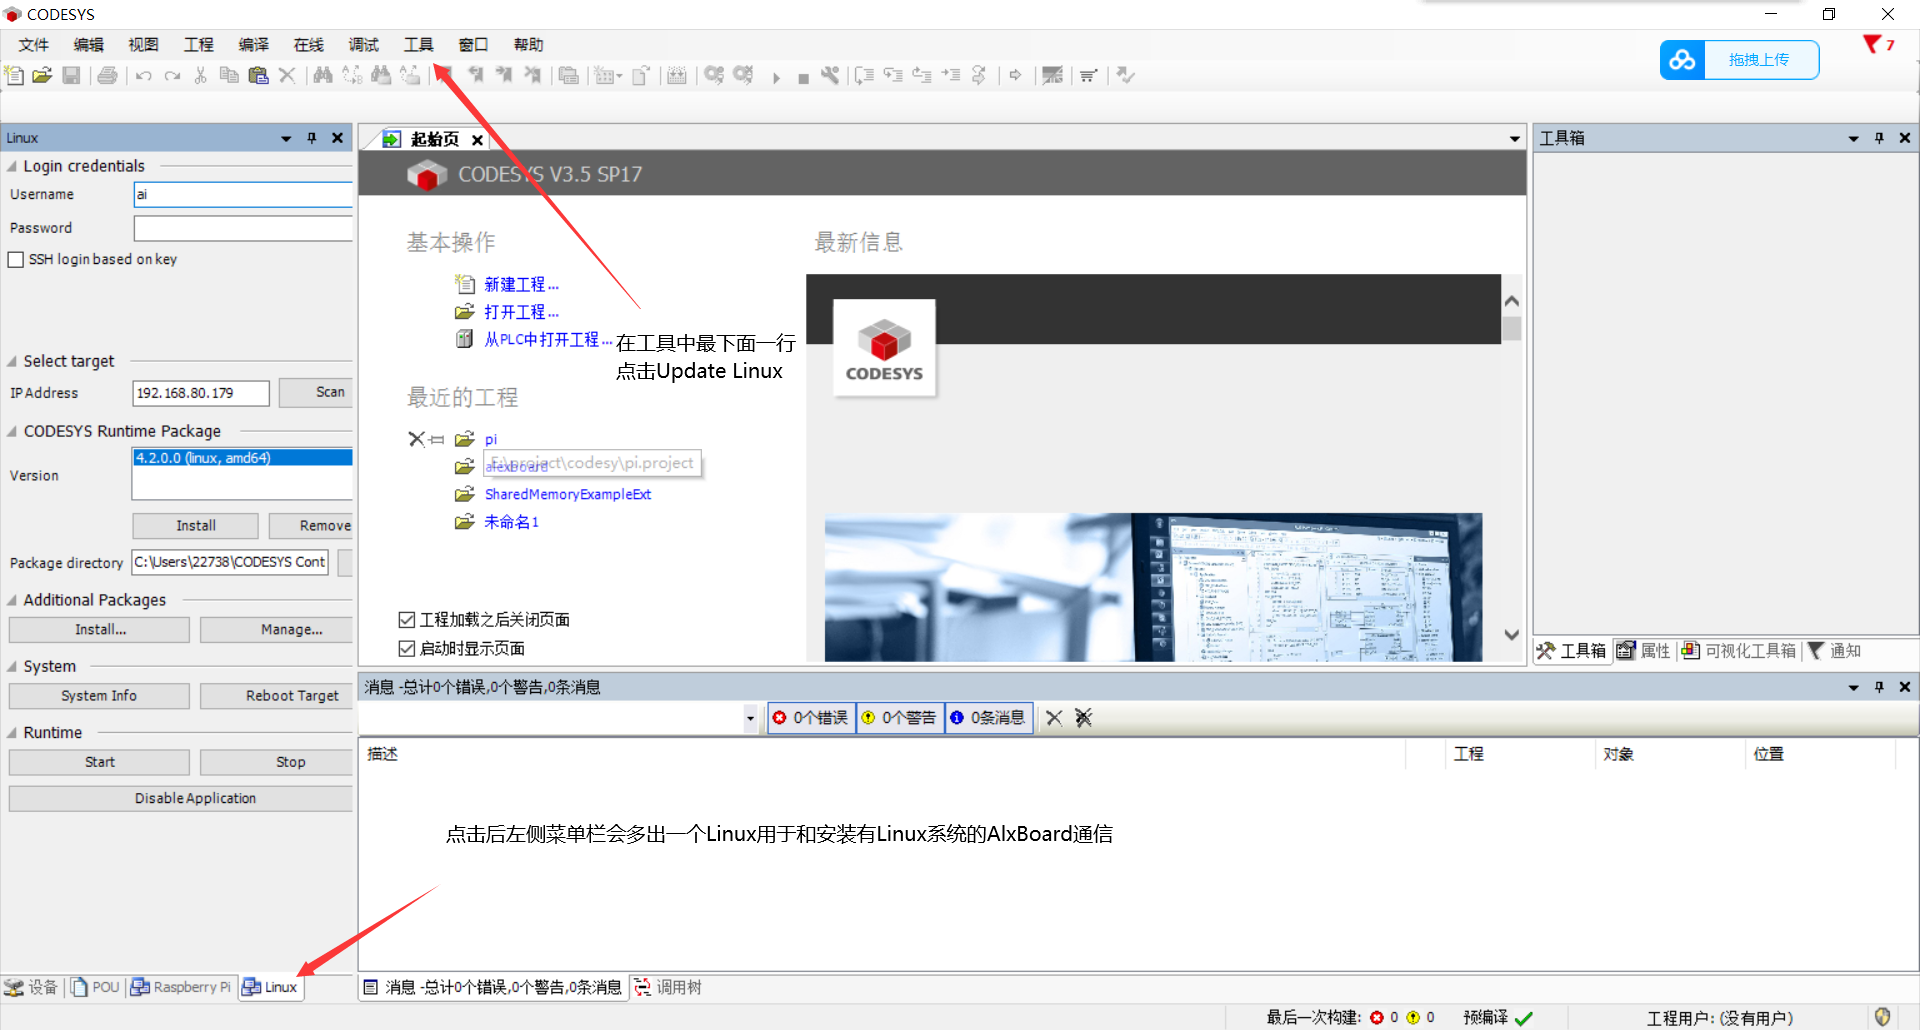 CODESYS
文件 编辑 视图 工程 编译 在线 调试 工具 窗口 帮助
拖拽上传
7
Linux
Login credentials
Username ai
Password
SSH login based on key
Select target
IP Address 192.168.80.179 Scan
CODESYS Runtime Package
4.2.0.0 (linux, amd64)
Version
Install Remove
Package directory C:\Users\22738\CODESYS Cont
Additional Packages
Install... Manage...
System
System Info Reboot Target
Runtime
Start Stop
Disable Application
设备 POU Raspberry Pi Linux
起始页
CODESYS V3.5 SP17
基本操作
新建工程...
打开工程...
从PLC中打开工程...
在工具中最下面一行
点击Update Linux
最近的工程
pi
alexboard
E:\project\codesy\pi.project
SharedMemoryExampleExt
未命名1
工程加载之后关闭页面
启动时显示页面
最新信息
CODESYS
工具箱
工具箱 属性 可视化工具箱 通知
消息 -总计0个错误,0个警告,0条消息
0个错误 0个警告 0条消息
描述 工程 对象 位置
点击后左侧菜单栏会多出一个Linux用于和安装有Linux系统的AlxBoard通信
消息 -总计0个错误,0个警告,0条消息 调用树
最后一次构建: 0 0 预编译 工程用户: (没有用户)